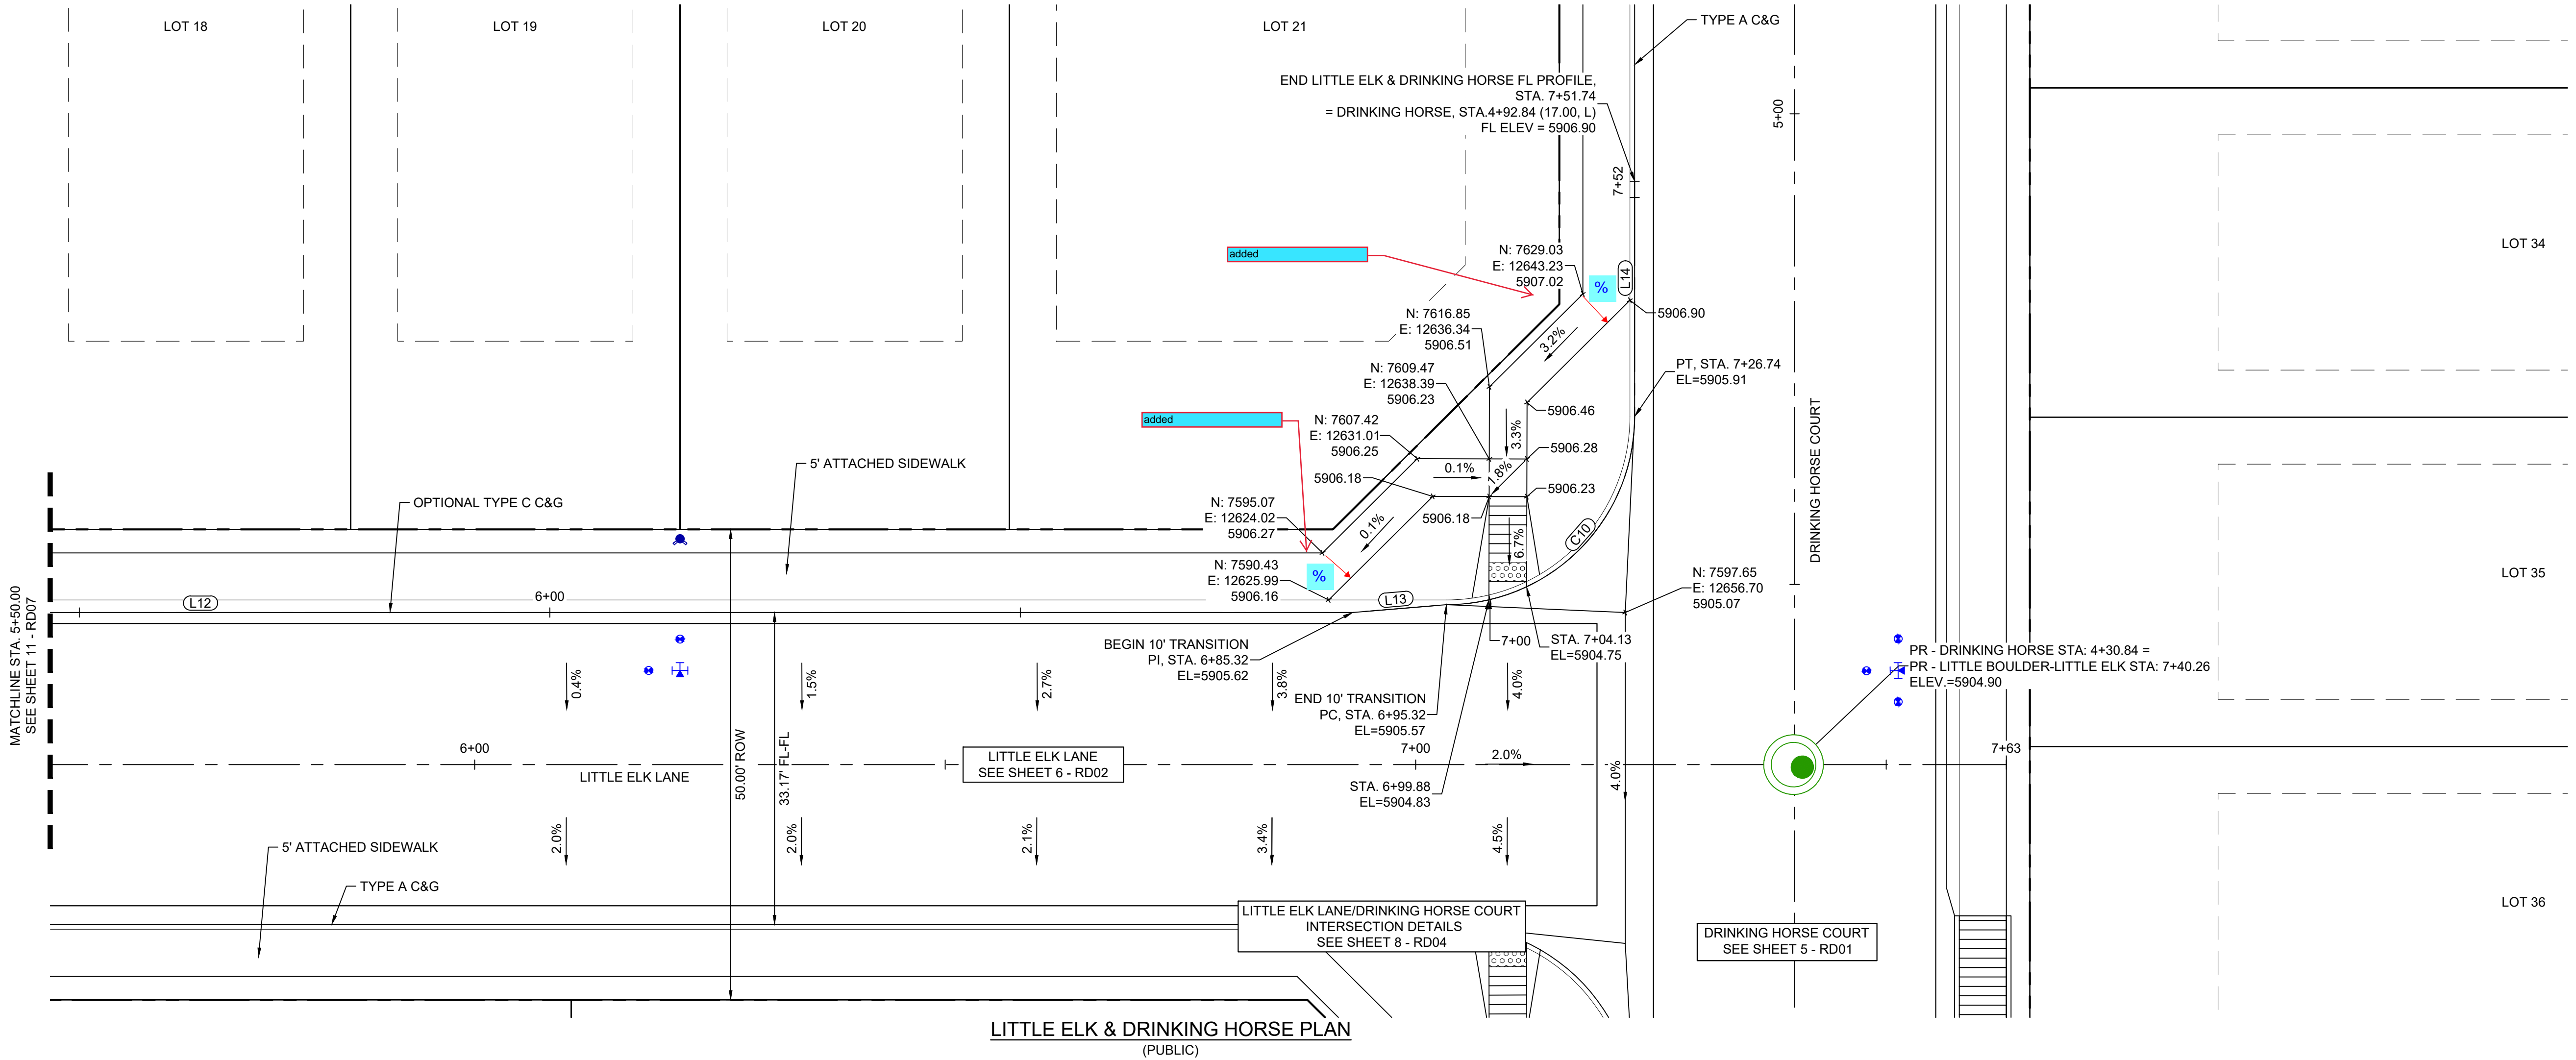 LOT 18
LOT 19
LOT 20
LOT 21
TYPE A C&G
END LITTLE ELK & DRINKING HORSE FL PROFILE,
STA. 7+51.74
= DRINKING HORSE, STA.4+92.84 (17.00, L)
FL ELEV = 5906.90
5+00
7+52
LOT 34
added
N: 7629.03
E: 12643.23
5907.02
%
L14
N: 7616.85
E: 12636.34
5906.51
3.2%
5906.90
N: 7609.47
E: 12638.39
5906.23
PT, STA. 7+26.74
EL=5905.91
added
N: 7607.42
E: 12631.01
5906.25
5906.46
3.3%
5906.28
DRINKING HORSE COURT
5' ATTACHED SIDEWALK
0.1%
1.8%
5906.18
5906.23
OPTIONAL TYPE C C&G
N: 7595.07
E: 12624.02
5906.27
0.1%
5906.18
6.7%
C10
N: 7590.43
E: 12625.99
5906.16
%
N: 7597.65
E: 12656.70
5905.07
LOT 35
MATCHLINE STA. 5+50.00
SEE SHEET 11 - RD07
L12
6+00
L13
BEGIN 10' TRANSITION
PI, STA. 6+85.32
EL=5905.62
7+00
STA. 7+04.13
EL=5904.75
PR - DRINKING HORSE STA: 4+30.84 =
PR - LITTLE BOULDER-LITTLE ELK STA: 7+40.26
ELEV.=5904.90
0.4%
1.5%
2.7%
3.8%
4.0%
END 10' TRANSITION
PC, STA. 6+95.32
EL=5905.57
50.00' ROW
33.17' FL-FL
6+00
LITTLE ELK LANE
LITTLE ELK LANE
SEE SHEET 6 - RD02
7+00
2.0%
4.0%
7+63
STA. 6+99.88
EL=5904.83
2.0%
2.0%
2.1%
3.4%
4.5%
5' ATTACHED SIDEWALK
TYPE A C&G
LOT 36
LITTLE ELK LANE/DRINKING HORSE COURT
INTERSECTION DETAILS
SEE SHEET 8 - RD04
DRINKING HORSE COURT
SEE SHEET 5 - RD01
LITTLE ELK & DRINKING HORSE PLAN
(PUBLIC)